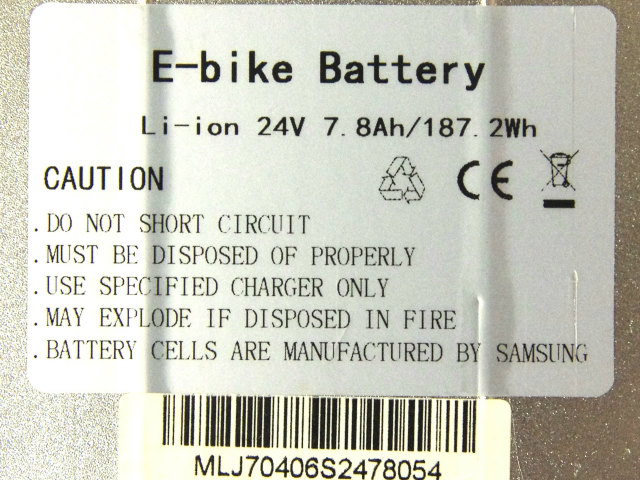 E-bike Battery
Li-ion 24V 7.8Ah/187.2Wh
CAUTION CE
.DO NOT SHORT CIRCUIT
.MUST BE DISPOSED OF PROPERLY
.USE SPECIFIED CHARGER ONLY
.MAY EXPLODE IF DISPOSED IN FIRE
.BATTERY CELLS ARE MANUFACTURED BY SAMSUNG
MLJ70406S2478054